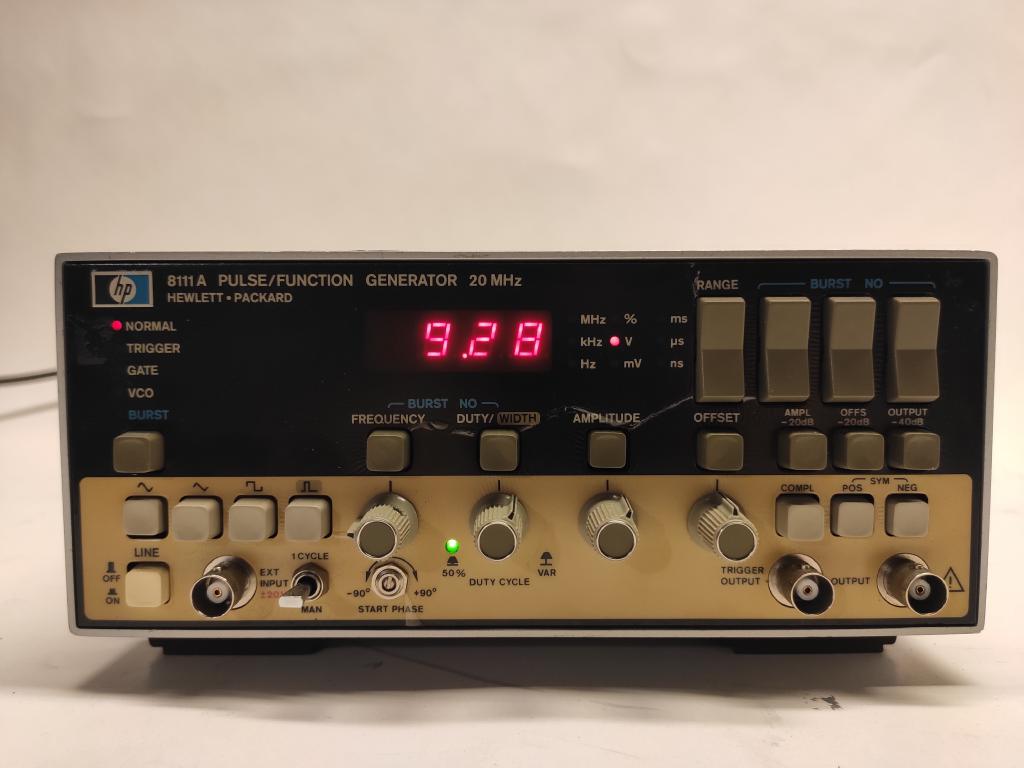 hp 8111A PULSE/FUNCTION GENERATOR 20 MHz
HEWLETT • PACKARD
RANGE BURST NO
NORMAL
TRIGGER
GATE
VCO
BURST
9.28
MHz % ms
kHz V µs
Hz mV ns
BURST NO
FREQUENCY DUTY/ WIDTH AMPLITUDE OFFSET
AMPL -20dB
OFFS -20dB
OUTPUT -40dB
COMPL POS SYM NEG
LINE
OFF
ON
EXT
INPUT
1 CYCLE
MAN
-90° +90°
START PHASE
50% DUTY CYCLE VAR
TRIGGER
OUTPUT
OUTPUT